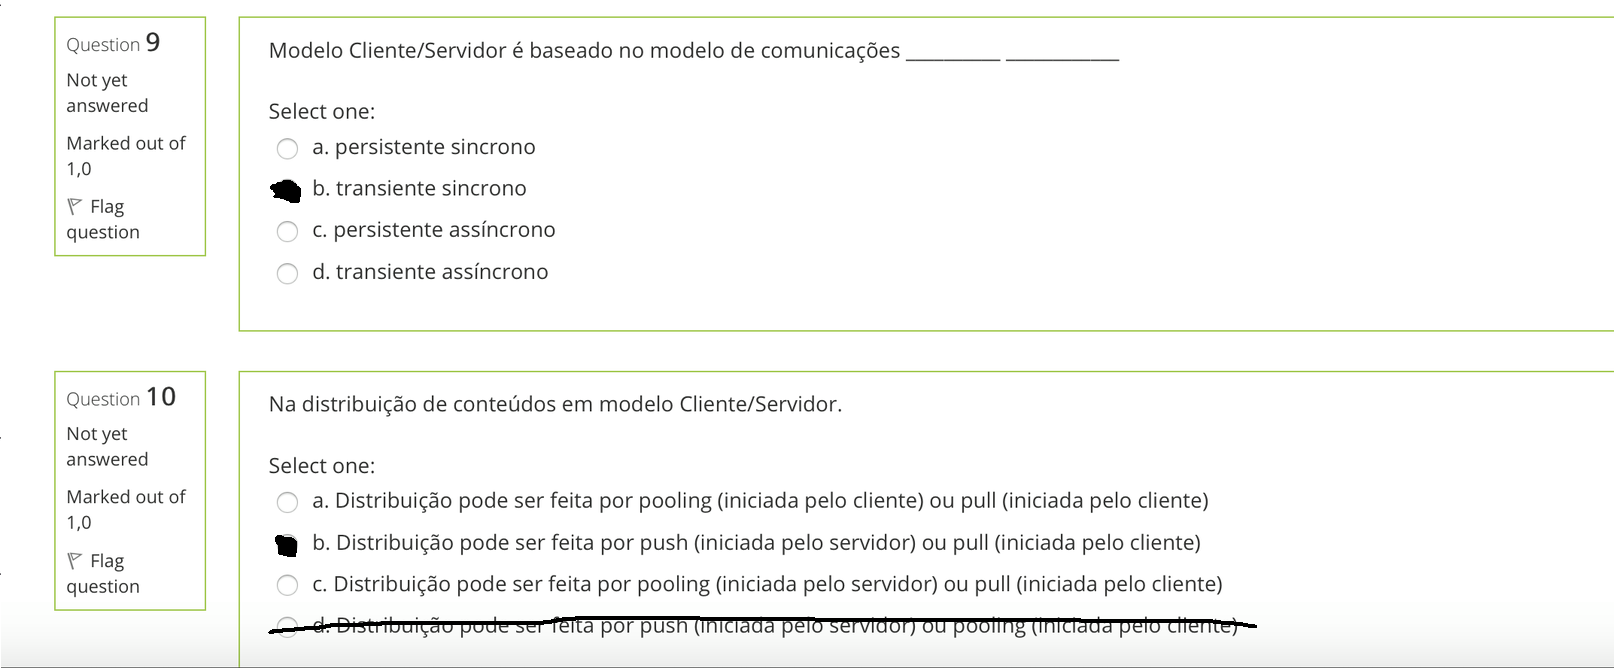 Question 9
Not yet
answered
Marked out of
1,0
Flag
question
Modelo Cliente/Servidor é baseado no modelo de comunicações __________ ____________
Select one:
a. persistente sincrono
b. transiente sincrono
c. persistente assíncrono
d. transiente assíncrono
Question 10
Not yet
answered
Marked out of
1,0
Flag
question
Na distribuição de conteúdos em modelo Cliente/Servidor.
Select one:
a. Distribuição pode ser feita por pooling (iniciada pelo cliente) ou pull (iniciada pelo cliente)
b. Distribuição pode ser feita por push (iniciada pelo servidor) ou pull (iniciada pelo cliente)
c. Distribuição pode ser feita por pooling (iniciada pelo servidor) ou pull (iniciada pelo cliente)
d. Distribuição pode ser feita por push (iniciada pelo servidor) ou pooling (iniciada pelo cliente)